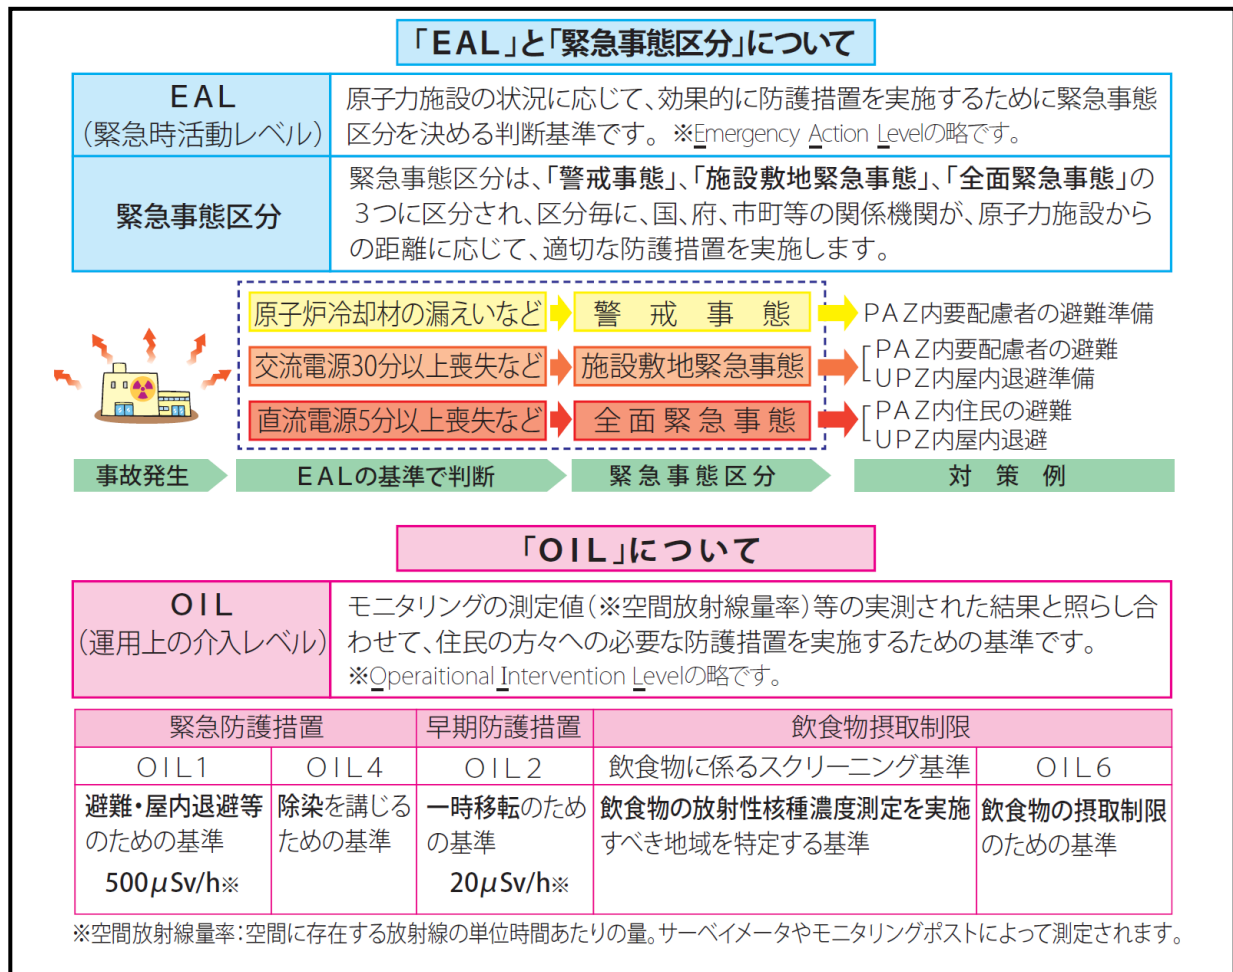 「EAL」と「緊急事態区分」について
EAL
（緊急時活動レベル）
原子力施設の状況に応じて、効果的に防護措置を実施するために緊急事態
区分を決める判断基準です。 ※Emergency Action Levelの略です。
緊急事態区分
緊急事態区分は、「警戒事態」、「施設敷地緊急事態」、「全面緊急事態」の
３つに区分され、区分毎に、国、府、市町等の関係機関が、原子力施設から
の距離に応じて、適切な防護措置を実施します。
原子炉冷却材の漏えいなど
警戒事態
PAZ内要配慮者の避難準備
交流電源30分以上喪失など
施設敷地緊急事態
PAZ内要配慮者の避難
UPZ内屋内退避準備
直流電源5分以上喪失など
全面緊急事態
PAZ内住民の避難
UPZ内屋内退避
事故発生
EALの基準で判断
緊急事態区分
対策例
「OIL」について
OIL
（運用上の介入レベル）
モニタリングの測定値（※空間放射線量率）等の実測された結果と照らし合
わせて、住民の方々への必要な防護措置を実施するための基準です。
※Operaitional Intervention Levelの略です。
緊急防護措置
早期防護措置
飲食物摂取制限
OIL1
OIL4
OIL2
飲食物に係るスクリーニング基準
OIL6
避難・屋内退避等
のための基準
500μSv/h※
除染を講じる
ための基準
一時移転のため
の基準
20μSv/h※
飲食物の放射性核種濃度測定を実施
すべき地域を特定する基準
飲食物の摂取制限
のための基準
※空間放射線量率：空間に存在する放射線の単位時間あたりの量。サーベイメータやモニタリングポストによって測定されます。